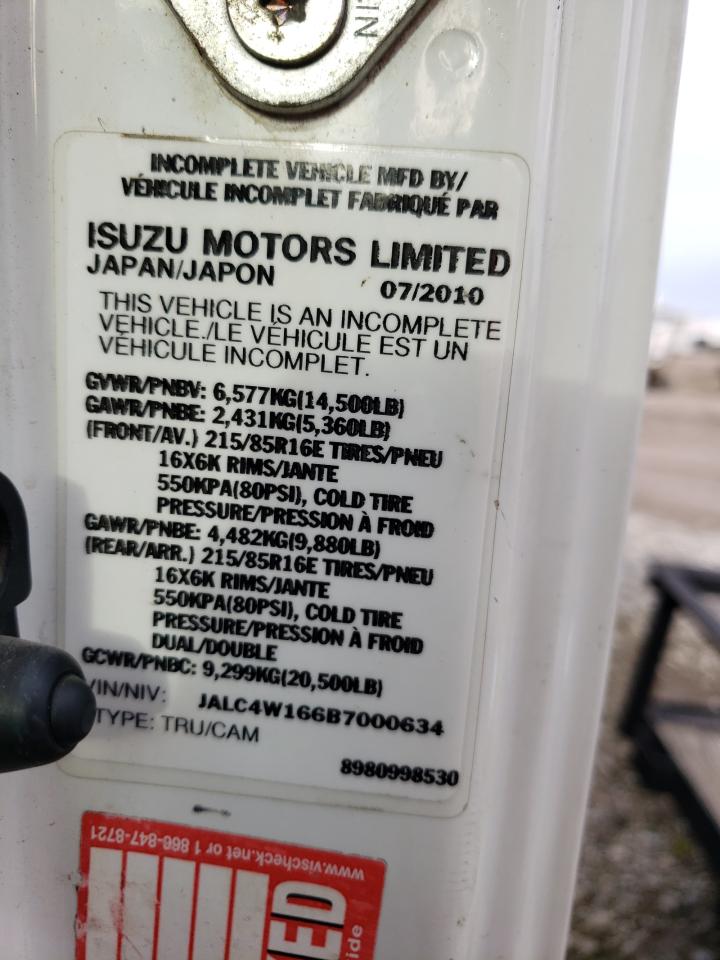 NIS
INCOMPLETE VEHICLE MFD BY/
VÉHICULE INCOMPLET FABRIQUÉ PAR
ISUZU MOTORS LIMITED
JAPAN/JAPON 07/2010
THIS VEHICLE IS AN INCOMPLETE
VEHICLE./LE VÉHICULE EST UN
VÉHICULE INCOMPLET.
GVWR/PNBV: 6,577KG(14,500LB)
GAWR/PNBE: 2,431KG(5,360LB)
(FRONT/AV.) 215/85R16E TIRES/PNEU
16X6K RIMS/JANTE
550KPA(80PSI), COLD TIRE
PRESSURE/PRESSION À FROID
GAWR/PNBE: 4,482KG(9,880LB)
(REAR/ARR.) 215/85R16E TIRES/PNEU
16X6K RIMS/JANTE
550KPA(80PSI), COLD TIRE
PRESSURE/PRESSION À FROID
DUAL/DOUBLE
GCWR/PNBC: 9,299KG(20,500LB)
VIN/NIV: JALC4W166B7000634
TYPE: TRU/CAM
8980998530
www.vischeck.net or 1 866-847-8721